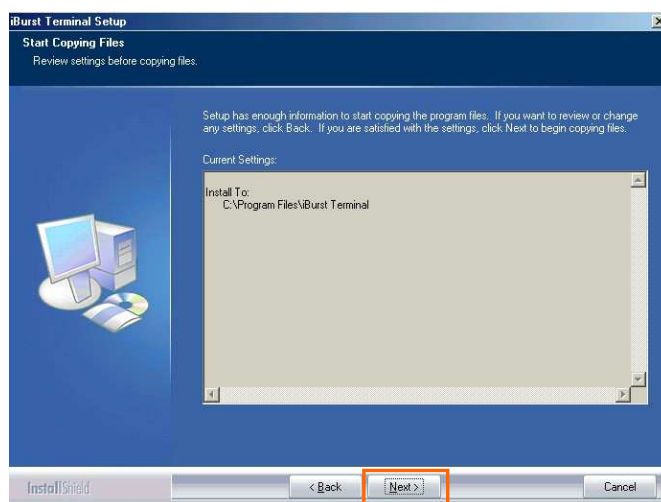 iBurst Terminal Setup
Start Copying Files
Review settings before copying files.
Setup has enough information to start copying the program files. If you want to review or change
any settings, click Back. If you are satisfied with the settings, click Next to begin copying files.
Current Settings:
Install To:
C:\Program Files\iBurst Terminal
InstallShield
< Back
Next >
Cancel